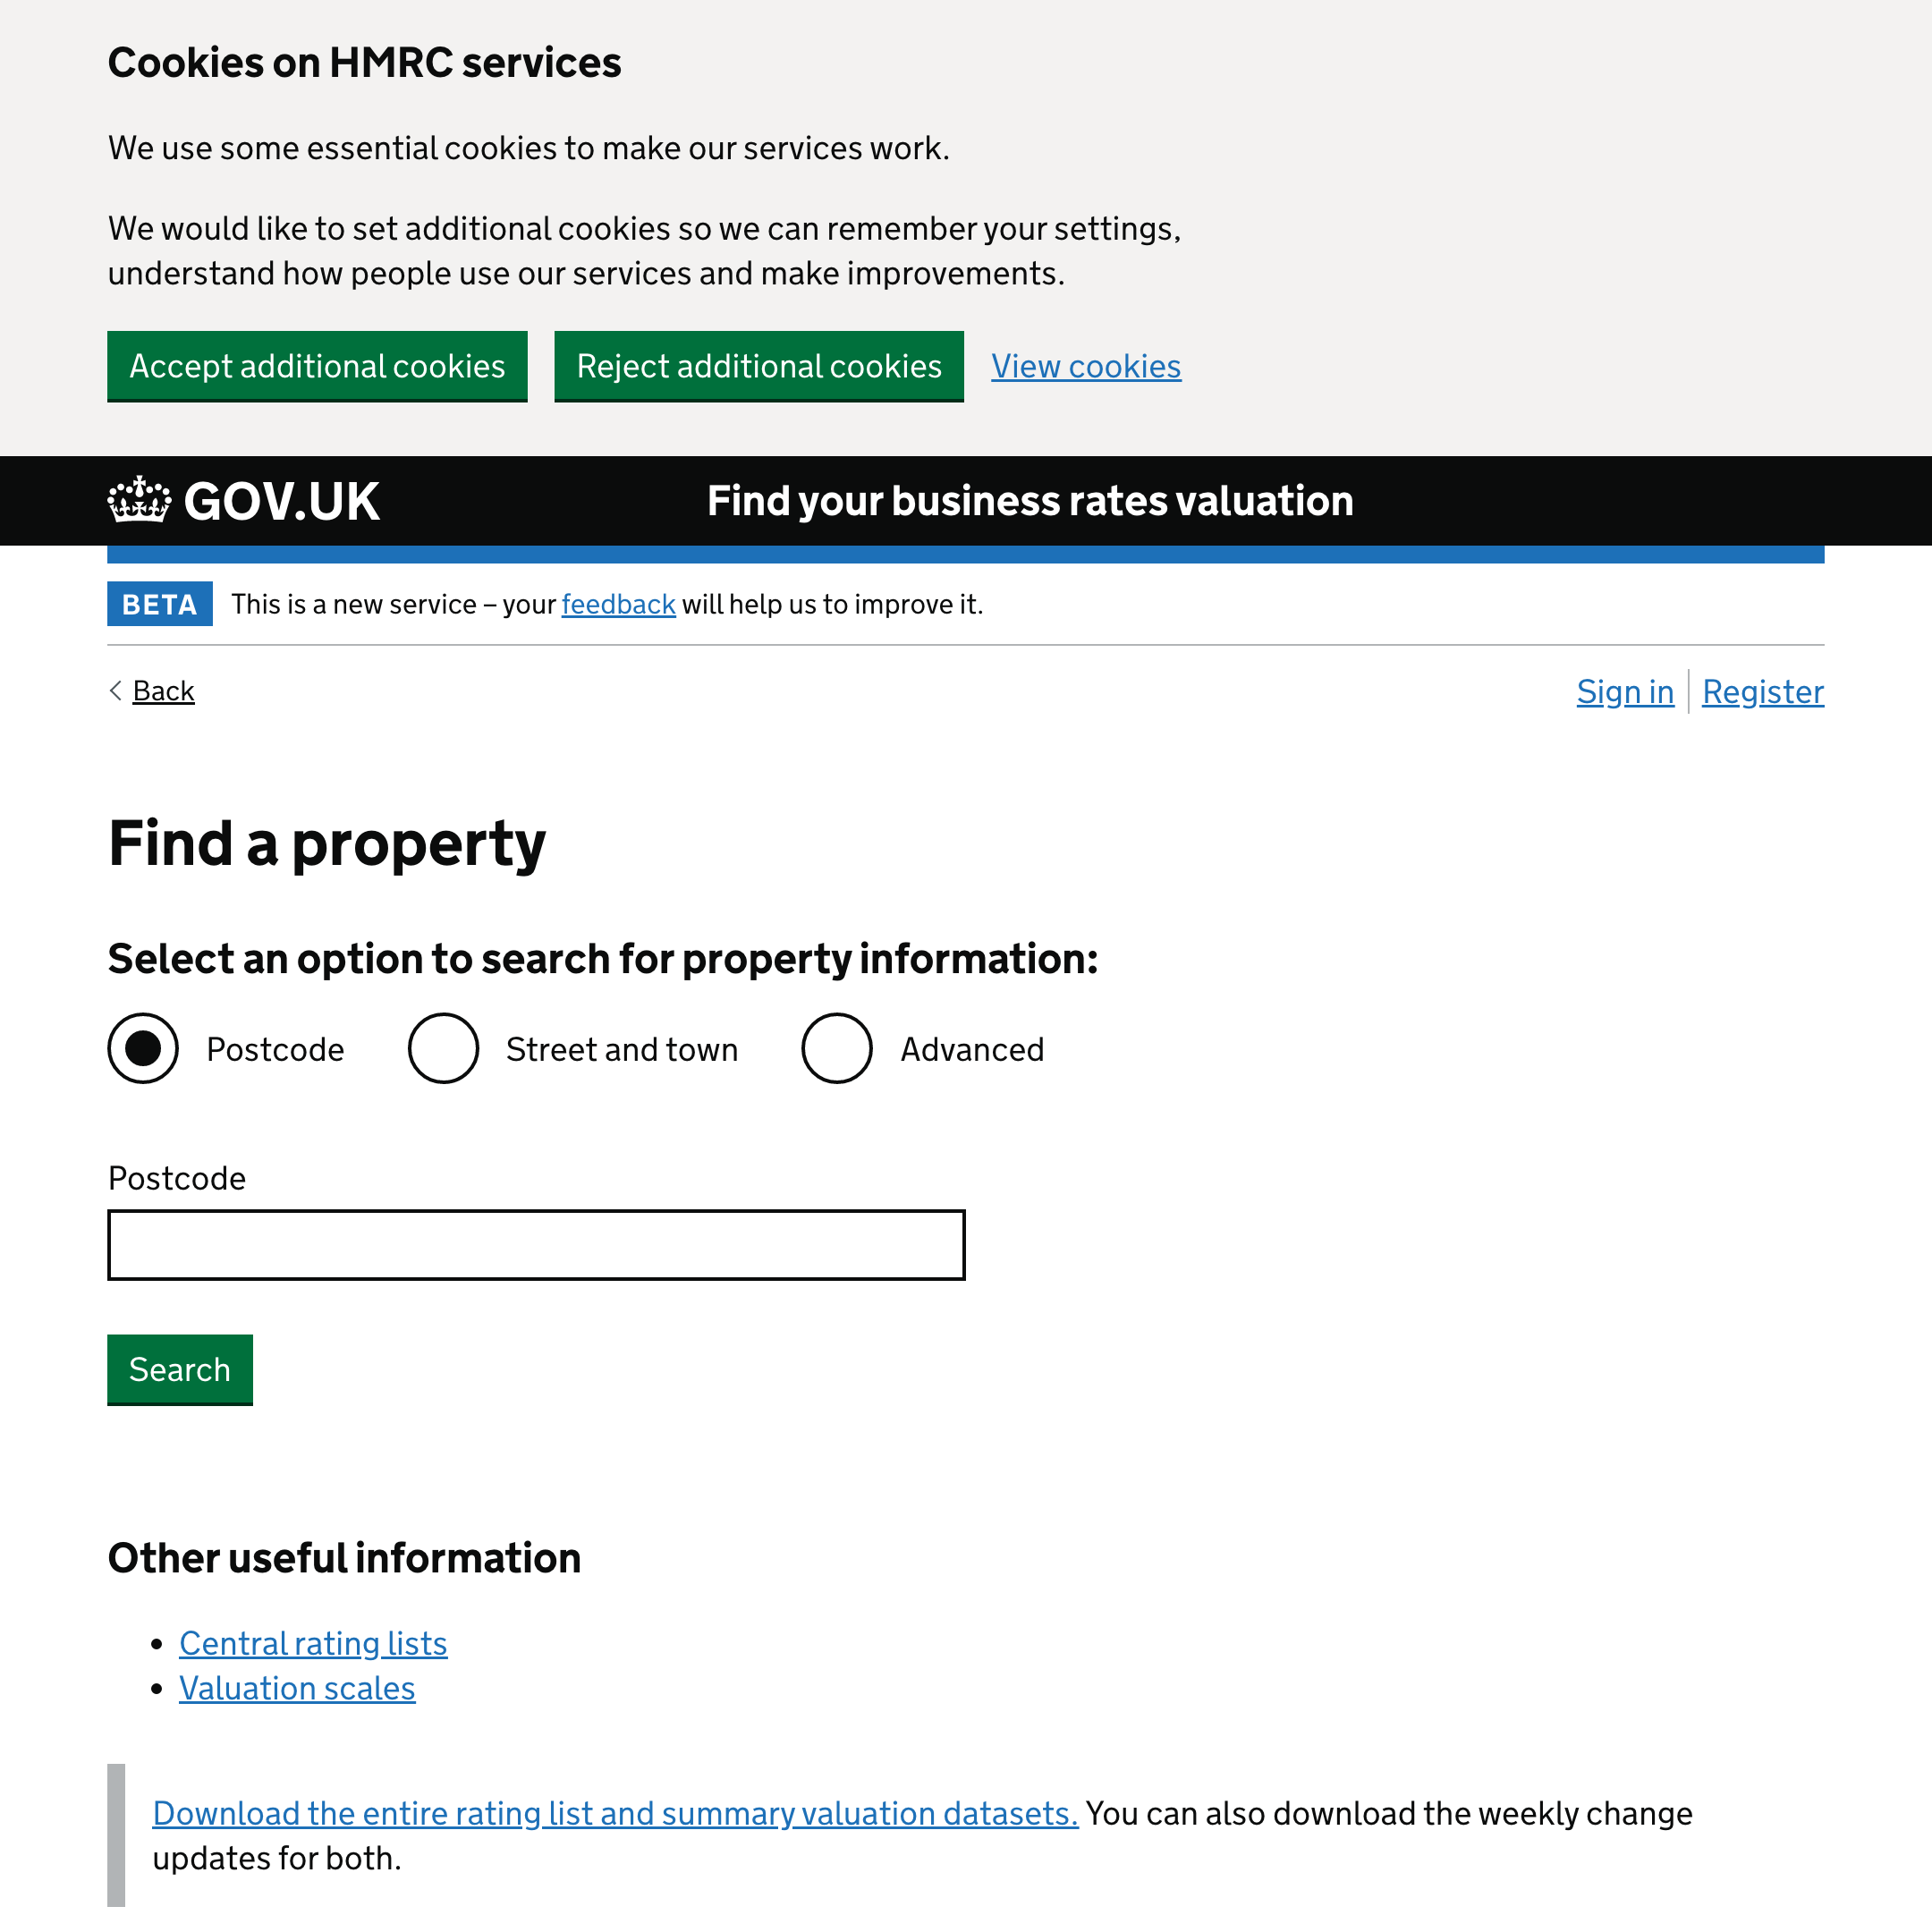 Cookies on HMRC services
We use some essential cookies to make our services work.
We would like to set additional cookies so we can remember your settings,
understand how people use our services and make improvements.
Accept additional cookies Reject additional cookies View cookies
GOV.UK Find your business rates valuation
BETA This is a new service – your feedback will help us to improve it.
Back Sign in Register
Find a property
Select an option to search for property information:
Postcode Street and town Advanced
Postcode
Search
Other useful information
Central rating lists
Valuation scales
Download the entire rating list and summary valuation datasets. You can also download the weekly change
updates for both.